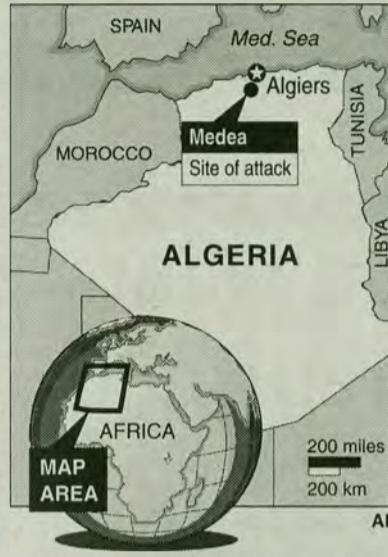 SPAIN
Med. Sea
Algiers
TUNISIA
Medea
MOROCCO
Site of attack
ALGERIA
LIBYA
AFRICA
MAP
AREA
200 miles
200 km